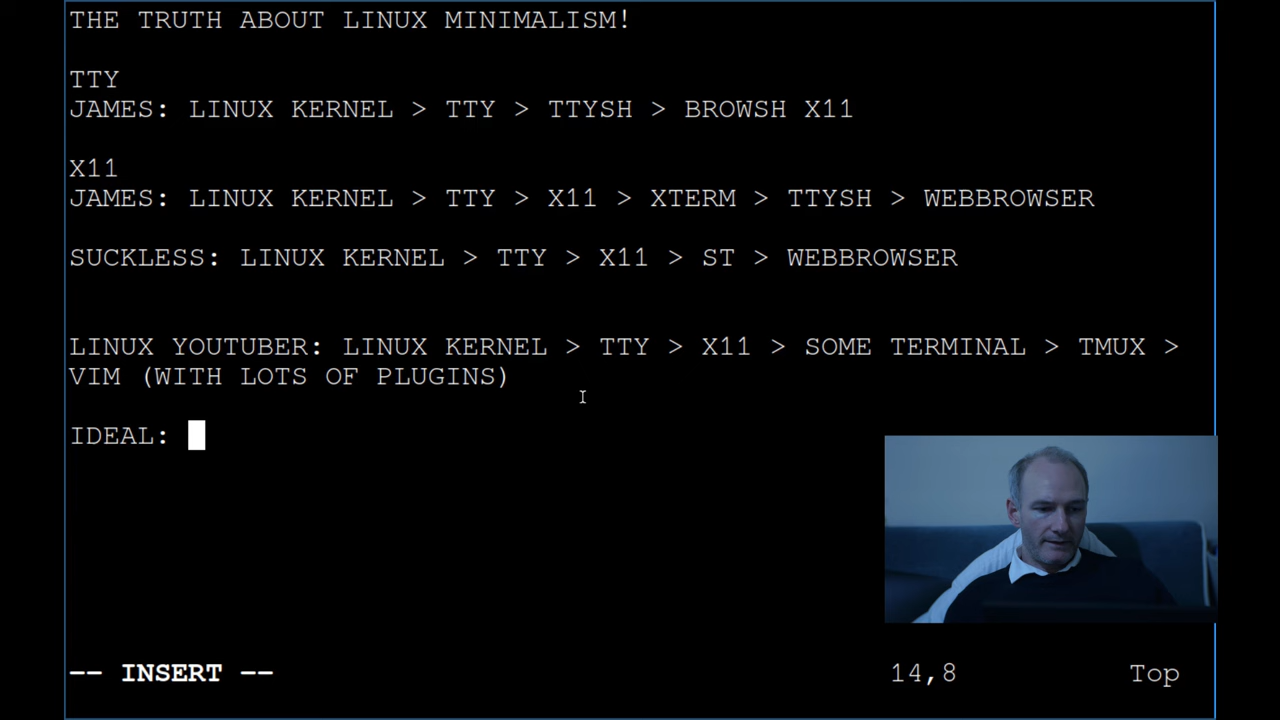 THE TRUTH ABOUT LINUX MINIMALISM!
TTY
JAMES: LINUX KERNEL > TTY > TTYSH > BROWSH X11
X11
JAMES: LINUX KERNEL > TTY > X11 > XTERM > TTYSH > WEBBROWSER
SUCKLESS: LINUX KERNEL > TTY > X11 > ST > WEBBROWSER
LINUX YOUTUBER: LINUX KERNEL > TTY > X11 > SOME TERMINAL > TMUX >
VIM (WITH LOTS OF PLUGINS)
IDEAL:
-- INSERT -- 14,8 Top